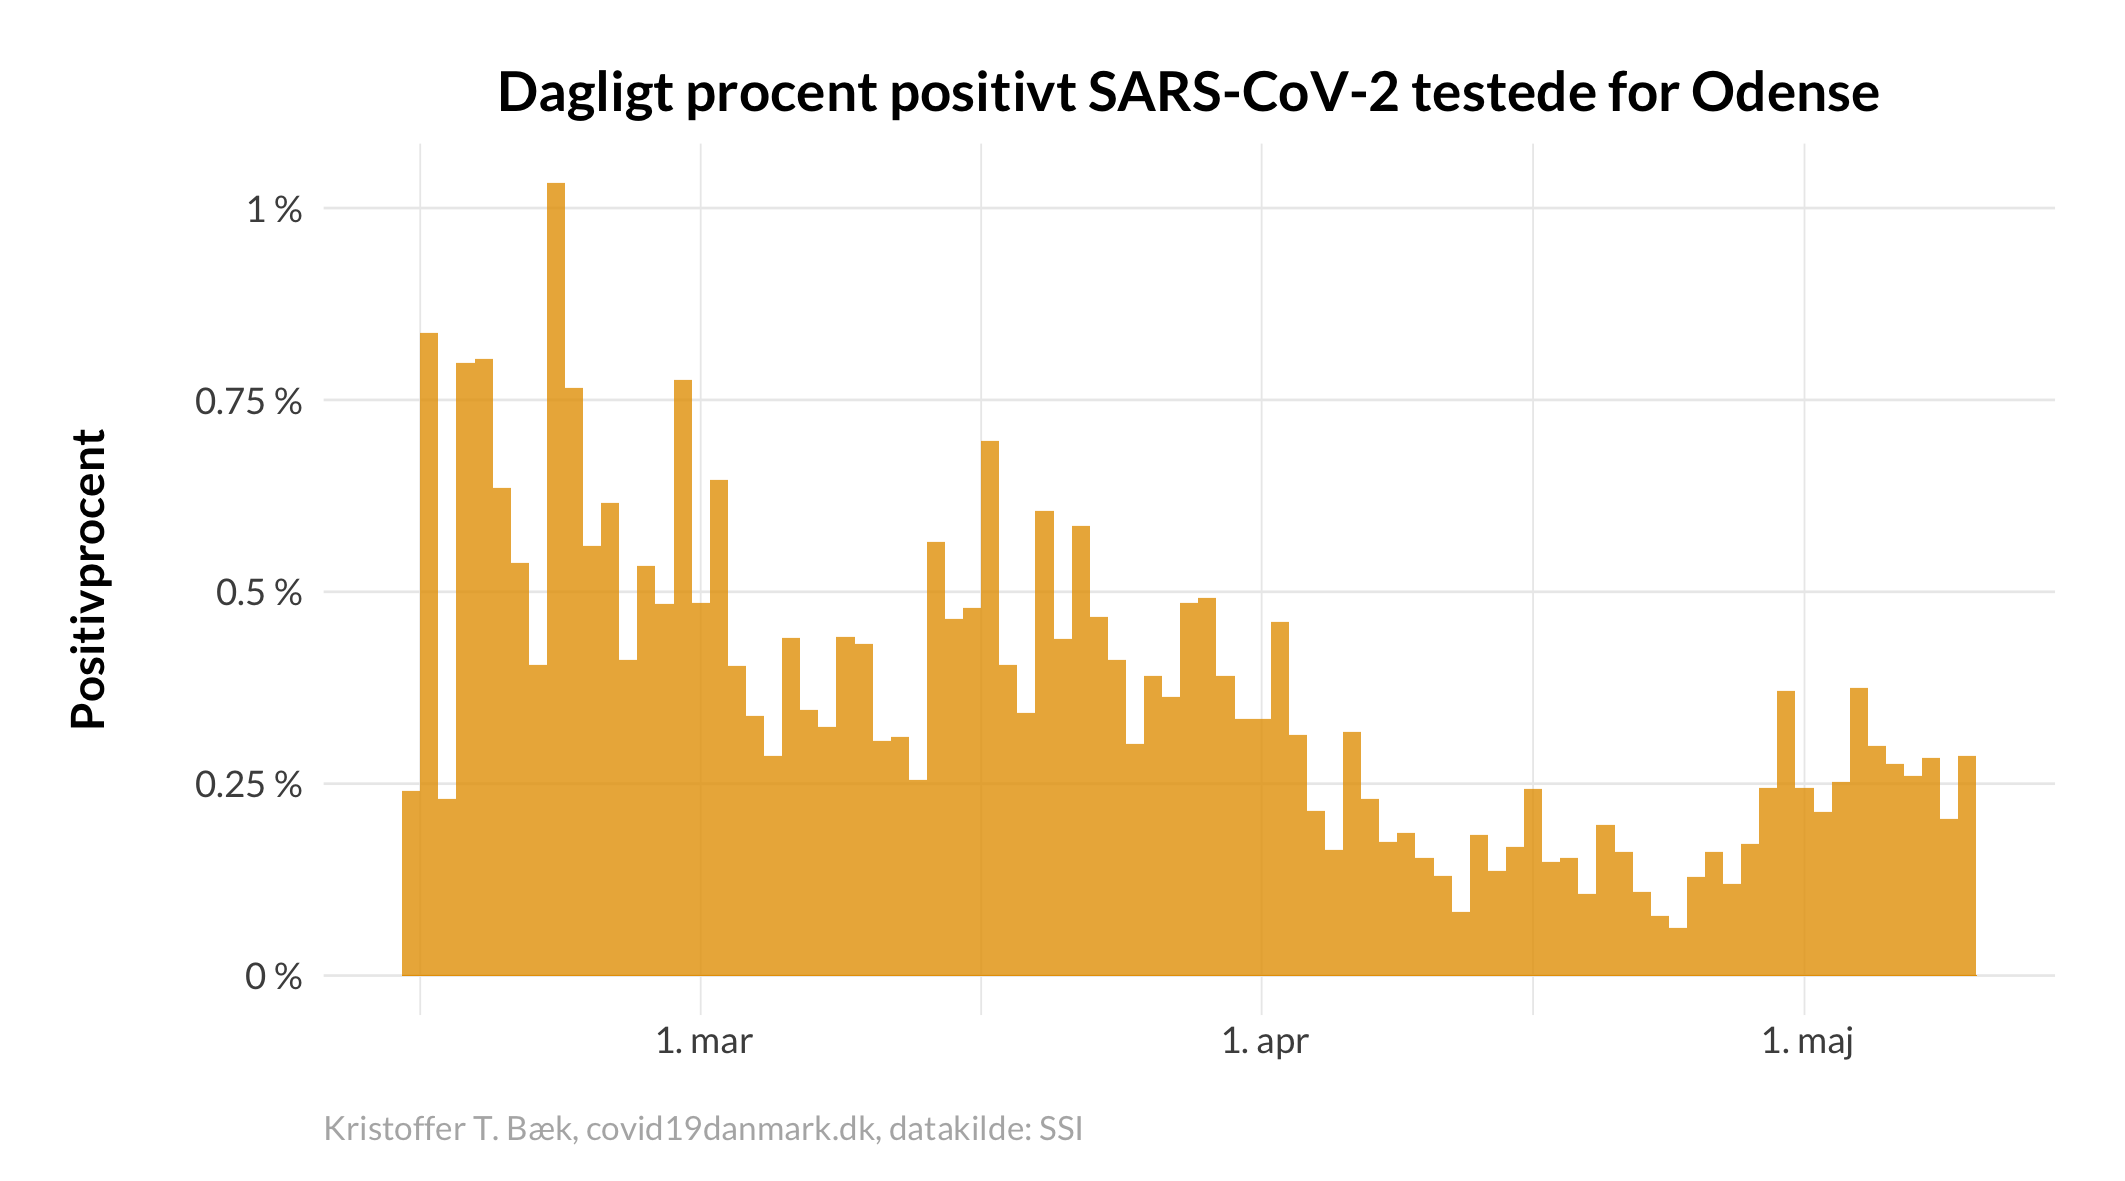 Dagligt procent positivt SARS-CoV-2 testede for Odense
Positivprocent
1 %
0.75 %
0.5 %
0.25 %
0 %
1. mar
1. apr
1. maj
Kristoffer T. Bæk, covid19danmark.dk, datakilde: SSI